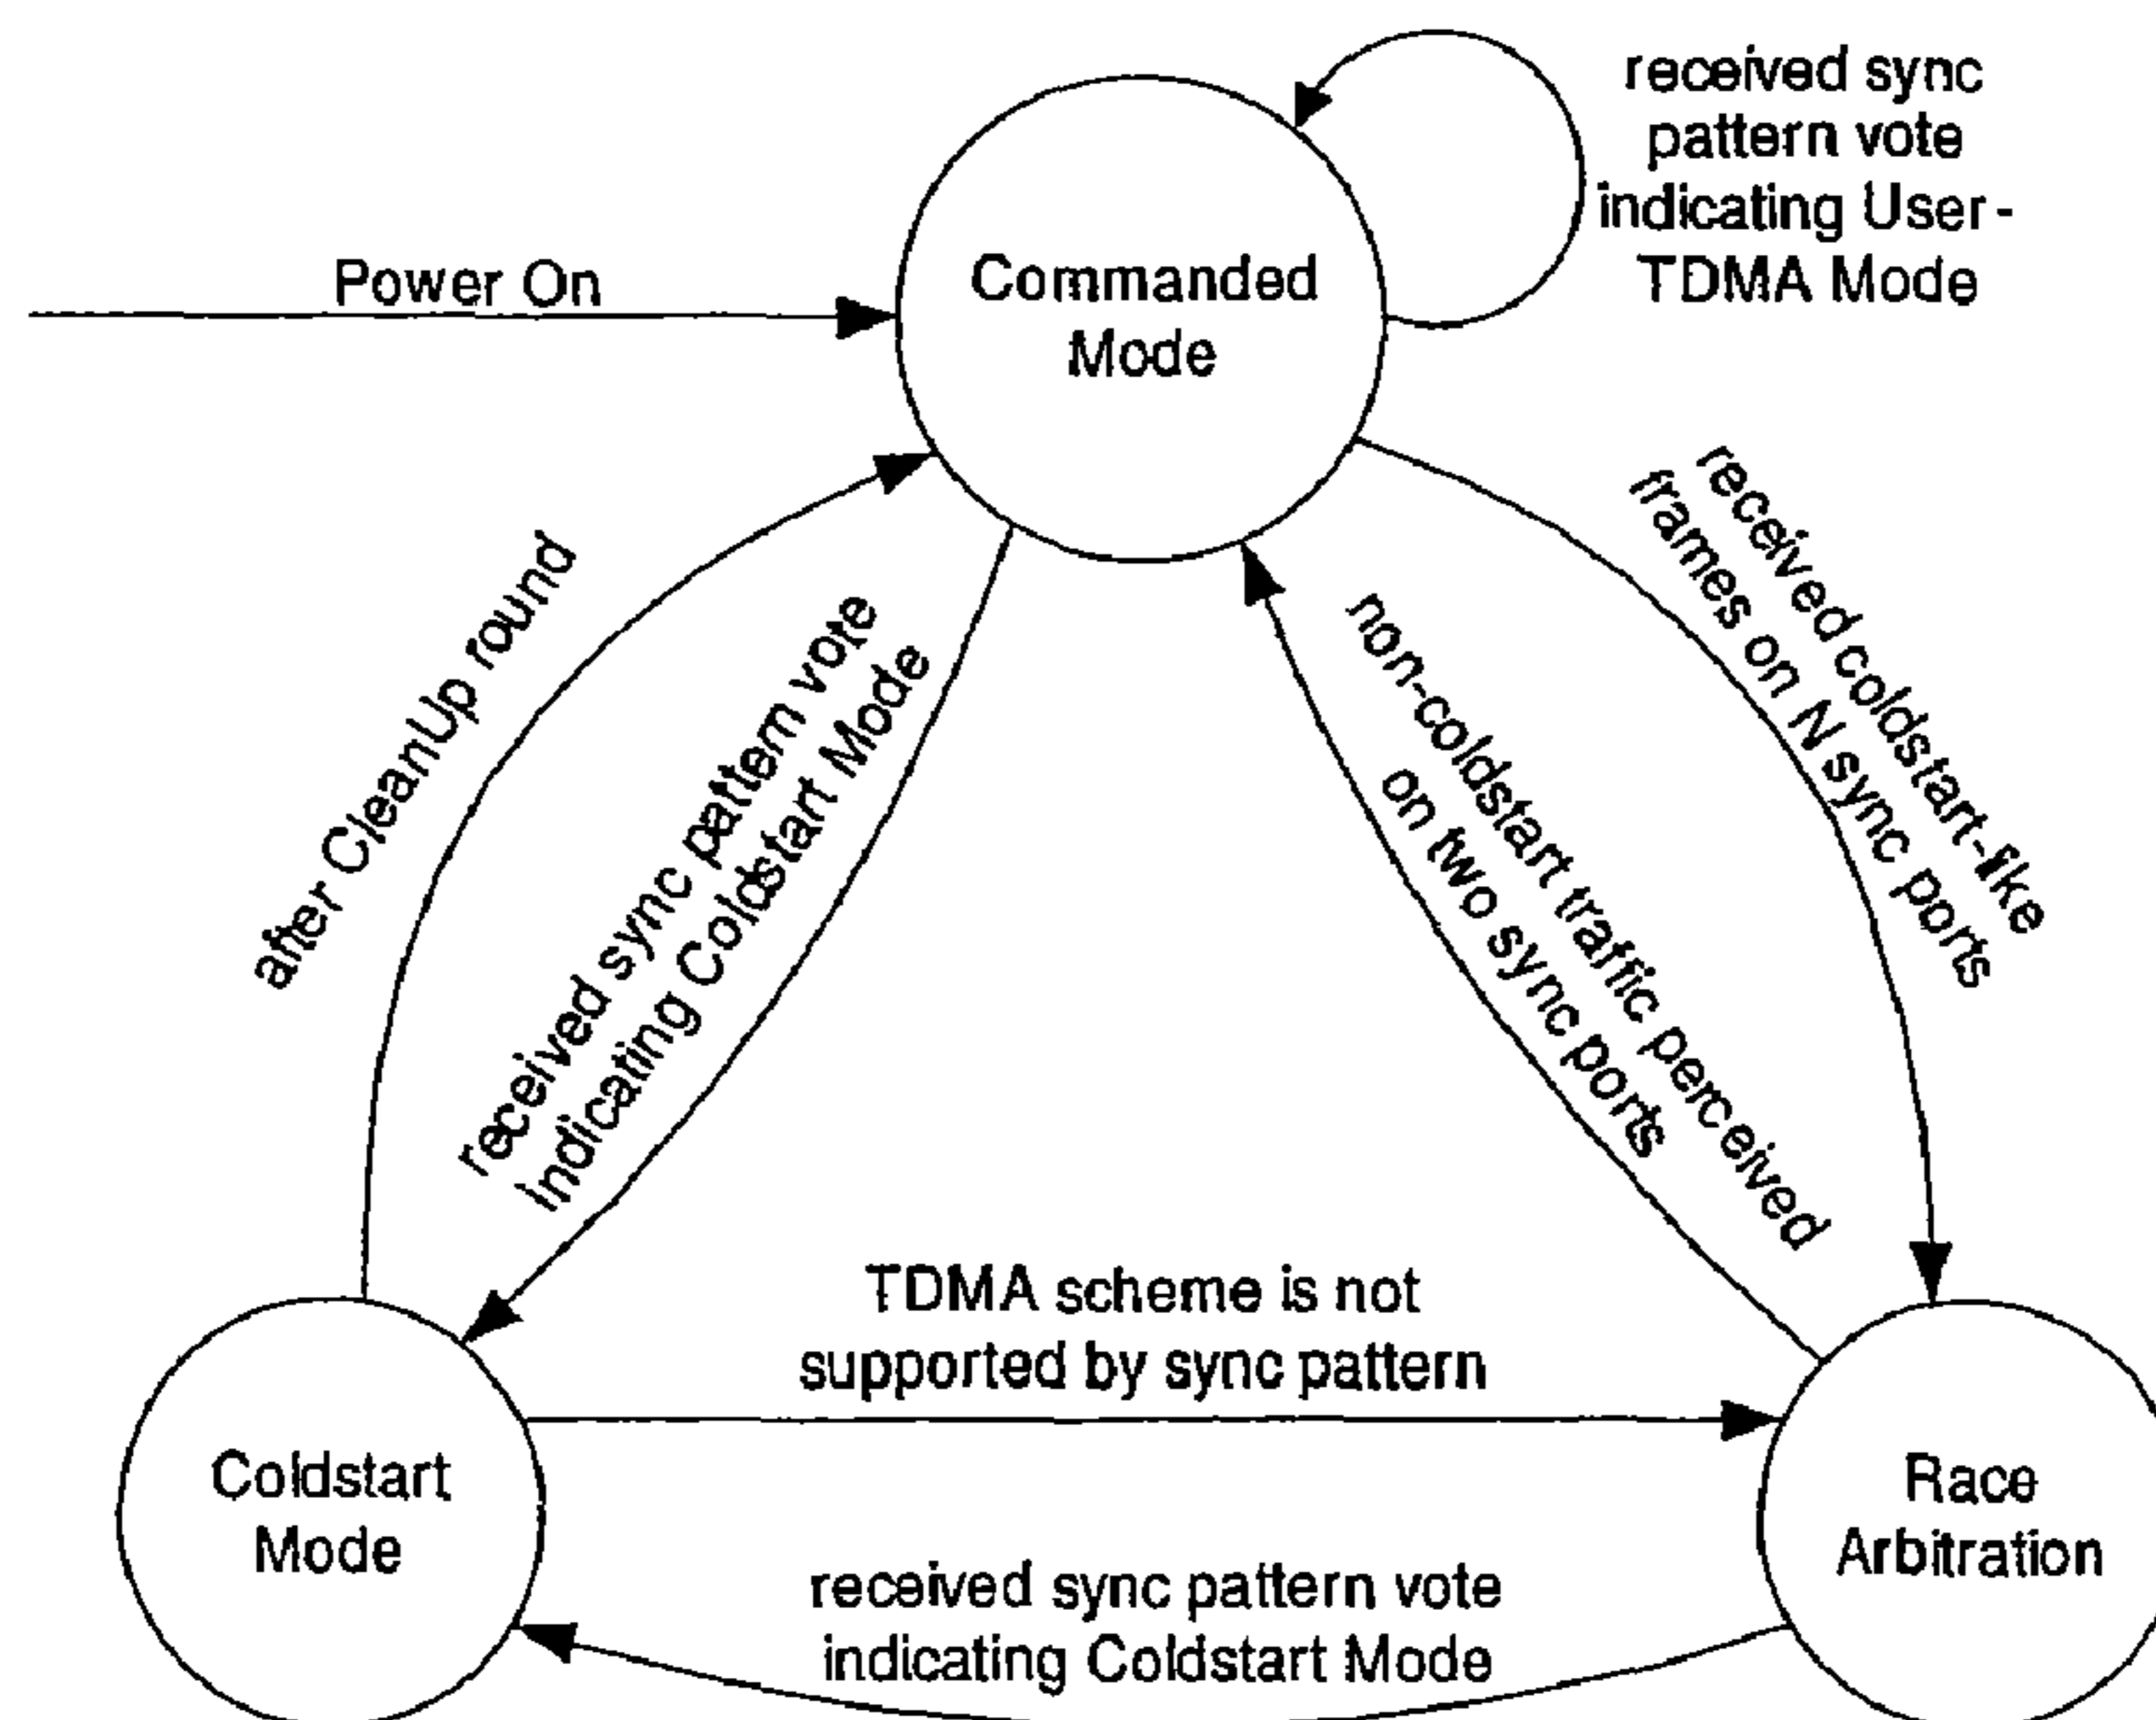 received sync
pattern vote
indicating User-
TDMA Mode
Power On
Commanded
Mode
after CleanUp round
received sync pattern vote
indicating Coldstart Mode
non-coldstart traffic perceived
on two sync ports
received coldstart-like
frames on N sync ports
TDMA scheme is not
supported by sync pattern
Coldstart
Mode
Race
Arbitration
received sync pattern vote
indicating Coldstart Mode